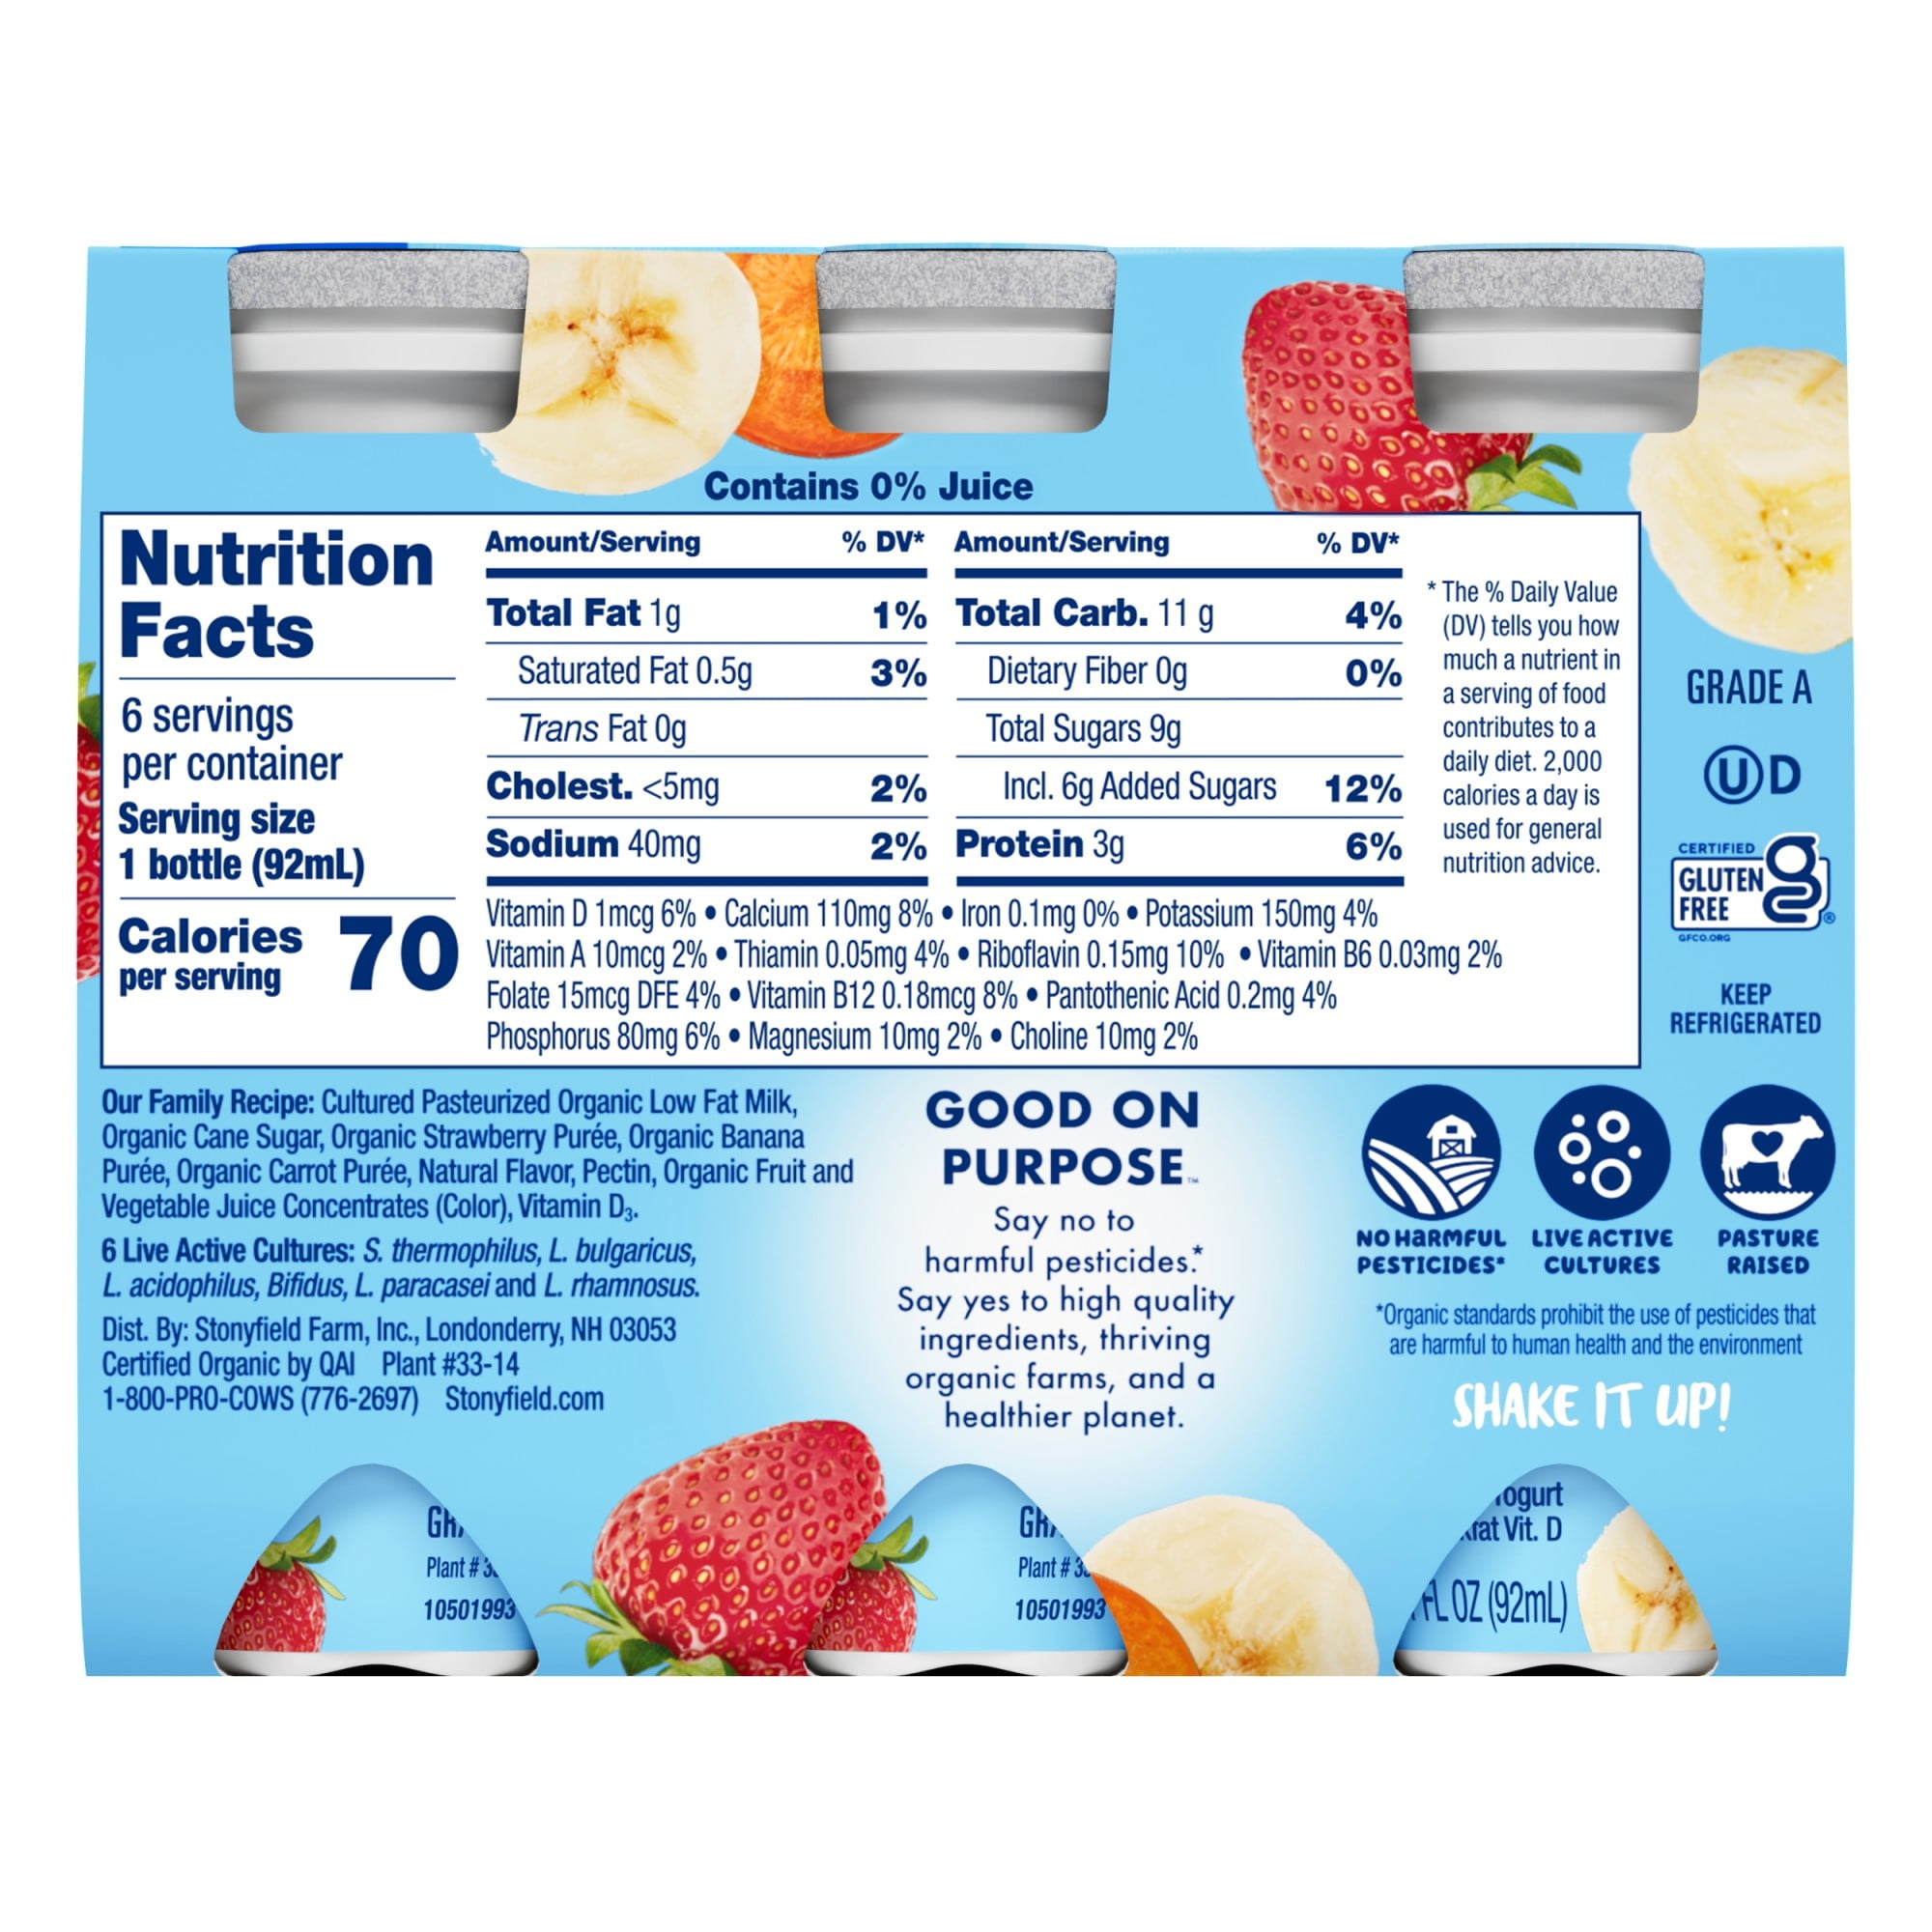 Contains 0% Juice
Nutrition
Facts
6 servings
per container
Serving size
1 bottle (92mL)
Calories
per serving 70
Amount/Serving % DV*
Total Fat 1g 1%
Saturated Fat 0.5g 3%
Trans Fat 0g
Cholest. <5mg 2%
Sodium 40mg 2%
Amount/Serving % DV*
Total Carb. 11 g 4%
Dietary Fiber 0g 0%
Total Sugars 9g
Incl. 6g Added Sugars 12%
Protein 3g 6%
Vitamin D 1mcg 6% • Calcium 110mg 8% • Iron 0.1mg 0% • Potassium 150mg 4%
Vitamin A 10mcg 2% • Thiamin 0.05mg 4% • Riboflavin 0.15mg 10% • Vitamin B6 0.03mg 2%
Folate 15mcg DFE 4% • Vitamin B12 0.18mcg 8% • Pantothenic Acid 0.2mg 4%
Phosphorus 80mg 6% • Magnesium 10mg 2% • Choline 10mg 2%
* The % Daily Value
(DV) tells you how
much a nutrient in
a serving of food
contributes to a
daily diet. 2,000
calories a day is
used for general
nutrition advice.
GRADE A
U D
CERTIFIED
GLUTEN
FREE
g
®
GFCO.ORG
KEEP
REFRIGERATED
Our Family Recipe: Cultured Pasteurized Organic Low Fat Milk,
Organic Cane Sugar, Organic Strawberry Purée, Organic Banana
Purée, Organic Carrot Purée, Natural Flavor, Pectin, Organic Fruit and
Vegetable Juice Concentrates (Color), Vitamin D₃.
6 Live Active Cultures: S. thermophilus, L. bulgaricus,
L. acidophilus, Bifidus, L. paracasei and L. rhamnosus.
Dist. By: Stonyfield Farm, Inc., Londonderry, NH 03053
Certified Organic by QAI Plant #33-14
1-800-PRO-COWS (776-2697) Stonyfield.com
GOOD ON
PURPOSE™
Say no to
harmful pesticides.*
Say yes to high quality
ingredients, thriving
organic farms, and a
healthier planet.
NO HARMFUL
PESTICIDES*
LIVE ACTIVE
CULTURES
PASTURE
RAISED
*Organic standards prohibit the use of pesticides that
are harmful to human health and the environment
SHAKE IT UP!
Plant #
10501993
Plant #
10501993
Vit. D
FL OZ (92mL)